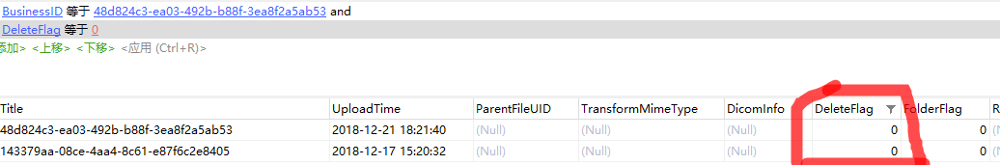 BusinessID 等于 48d824c3-ea03-492b-b88f-3ea8f2a5ab53 and
DeleteFlag 等于 0
添加> <上移> <下移> <应用 (Ctrl+R)>
Title UploadTime ParentFileUID TransformMimeType DicomInfo DeleteFlag FolderFlag R
48d824c3-ea03-492b-b88f-3ea8f2a5ab53 2018-12-21 18:21:40 (Null) (Null) (Null) 0 0 (N
143379aa-08ce-4aa4-8c61-e87f6c2e8405 2018-12-17 15:20:32 (Null) (Null) (Null) 0 0 (N